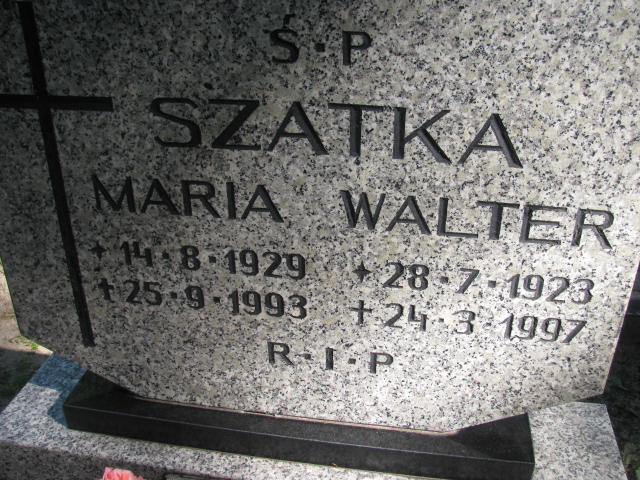 Ś·P
SZATKA
MARIA WALTER
14·8·1929 28·7·1923
†25·9·1993 †24·3·1997
R·I·P